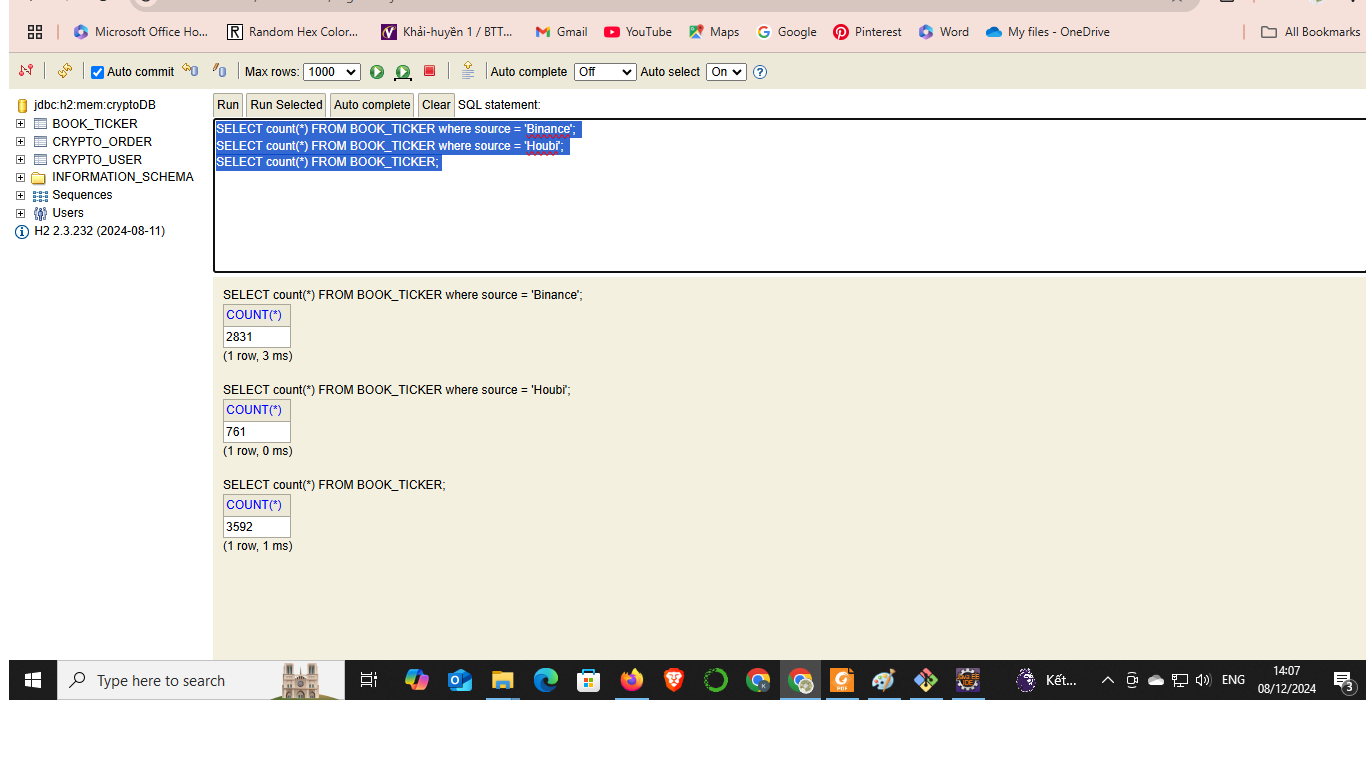 Microsoft Office Ho... Random Hex Color... Khải-huyền 1 / BTT... Gmail YouTube Maps Google Pinterest Word My files - OneDrive All Bookmarks
Auto commit Max rows: 1000 Auto complete Off Auto select On
jdbc:h2:mem:cryptoDB
BOOK_TICKER
CRYPTO_ORDER
CRYPTO_USER
INFORMATION_SCHEMA
Sequences
Users
H2 2.3.232 (2024-08-11)
Run Run Selected Auto complete Clear SQL statement:
SELECT count(*) FROM BOOK_TICKER where source = 'Binance';
SELECT count(*) FROM BOOK_TICKER where source = 'Houbi';
SELECT count(*) FROM BOOK_TICKER;
SELECT count(*) FROM BOOK_TICKER where source = 'Binance';
COUNT(*)
2831
(1 row, 3 ms)
SELECT count(*) FROM BOOK_TICKER where source = 'Houbi';
COUNT(*)
761
(1 row, 0 ms)
SELECT count(*) FROM BOOK_TICKER;
COUNT(*)
3592
(1 row, 1 ms)
Type here to search
Kết...
ENG
14:07
08/12/2024
3